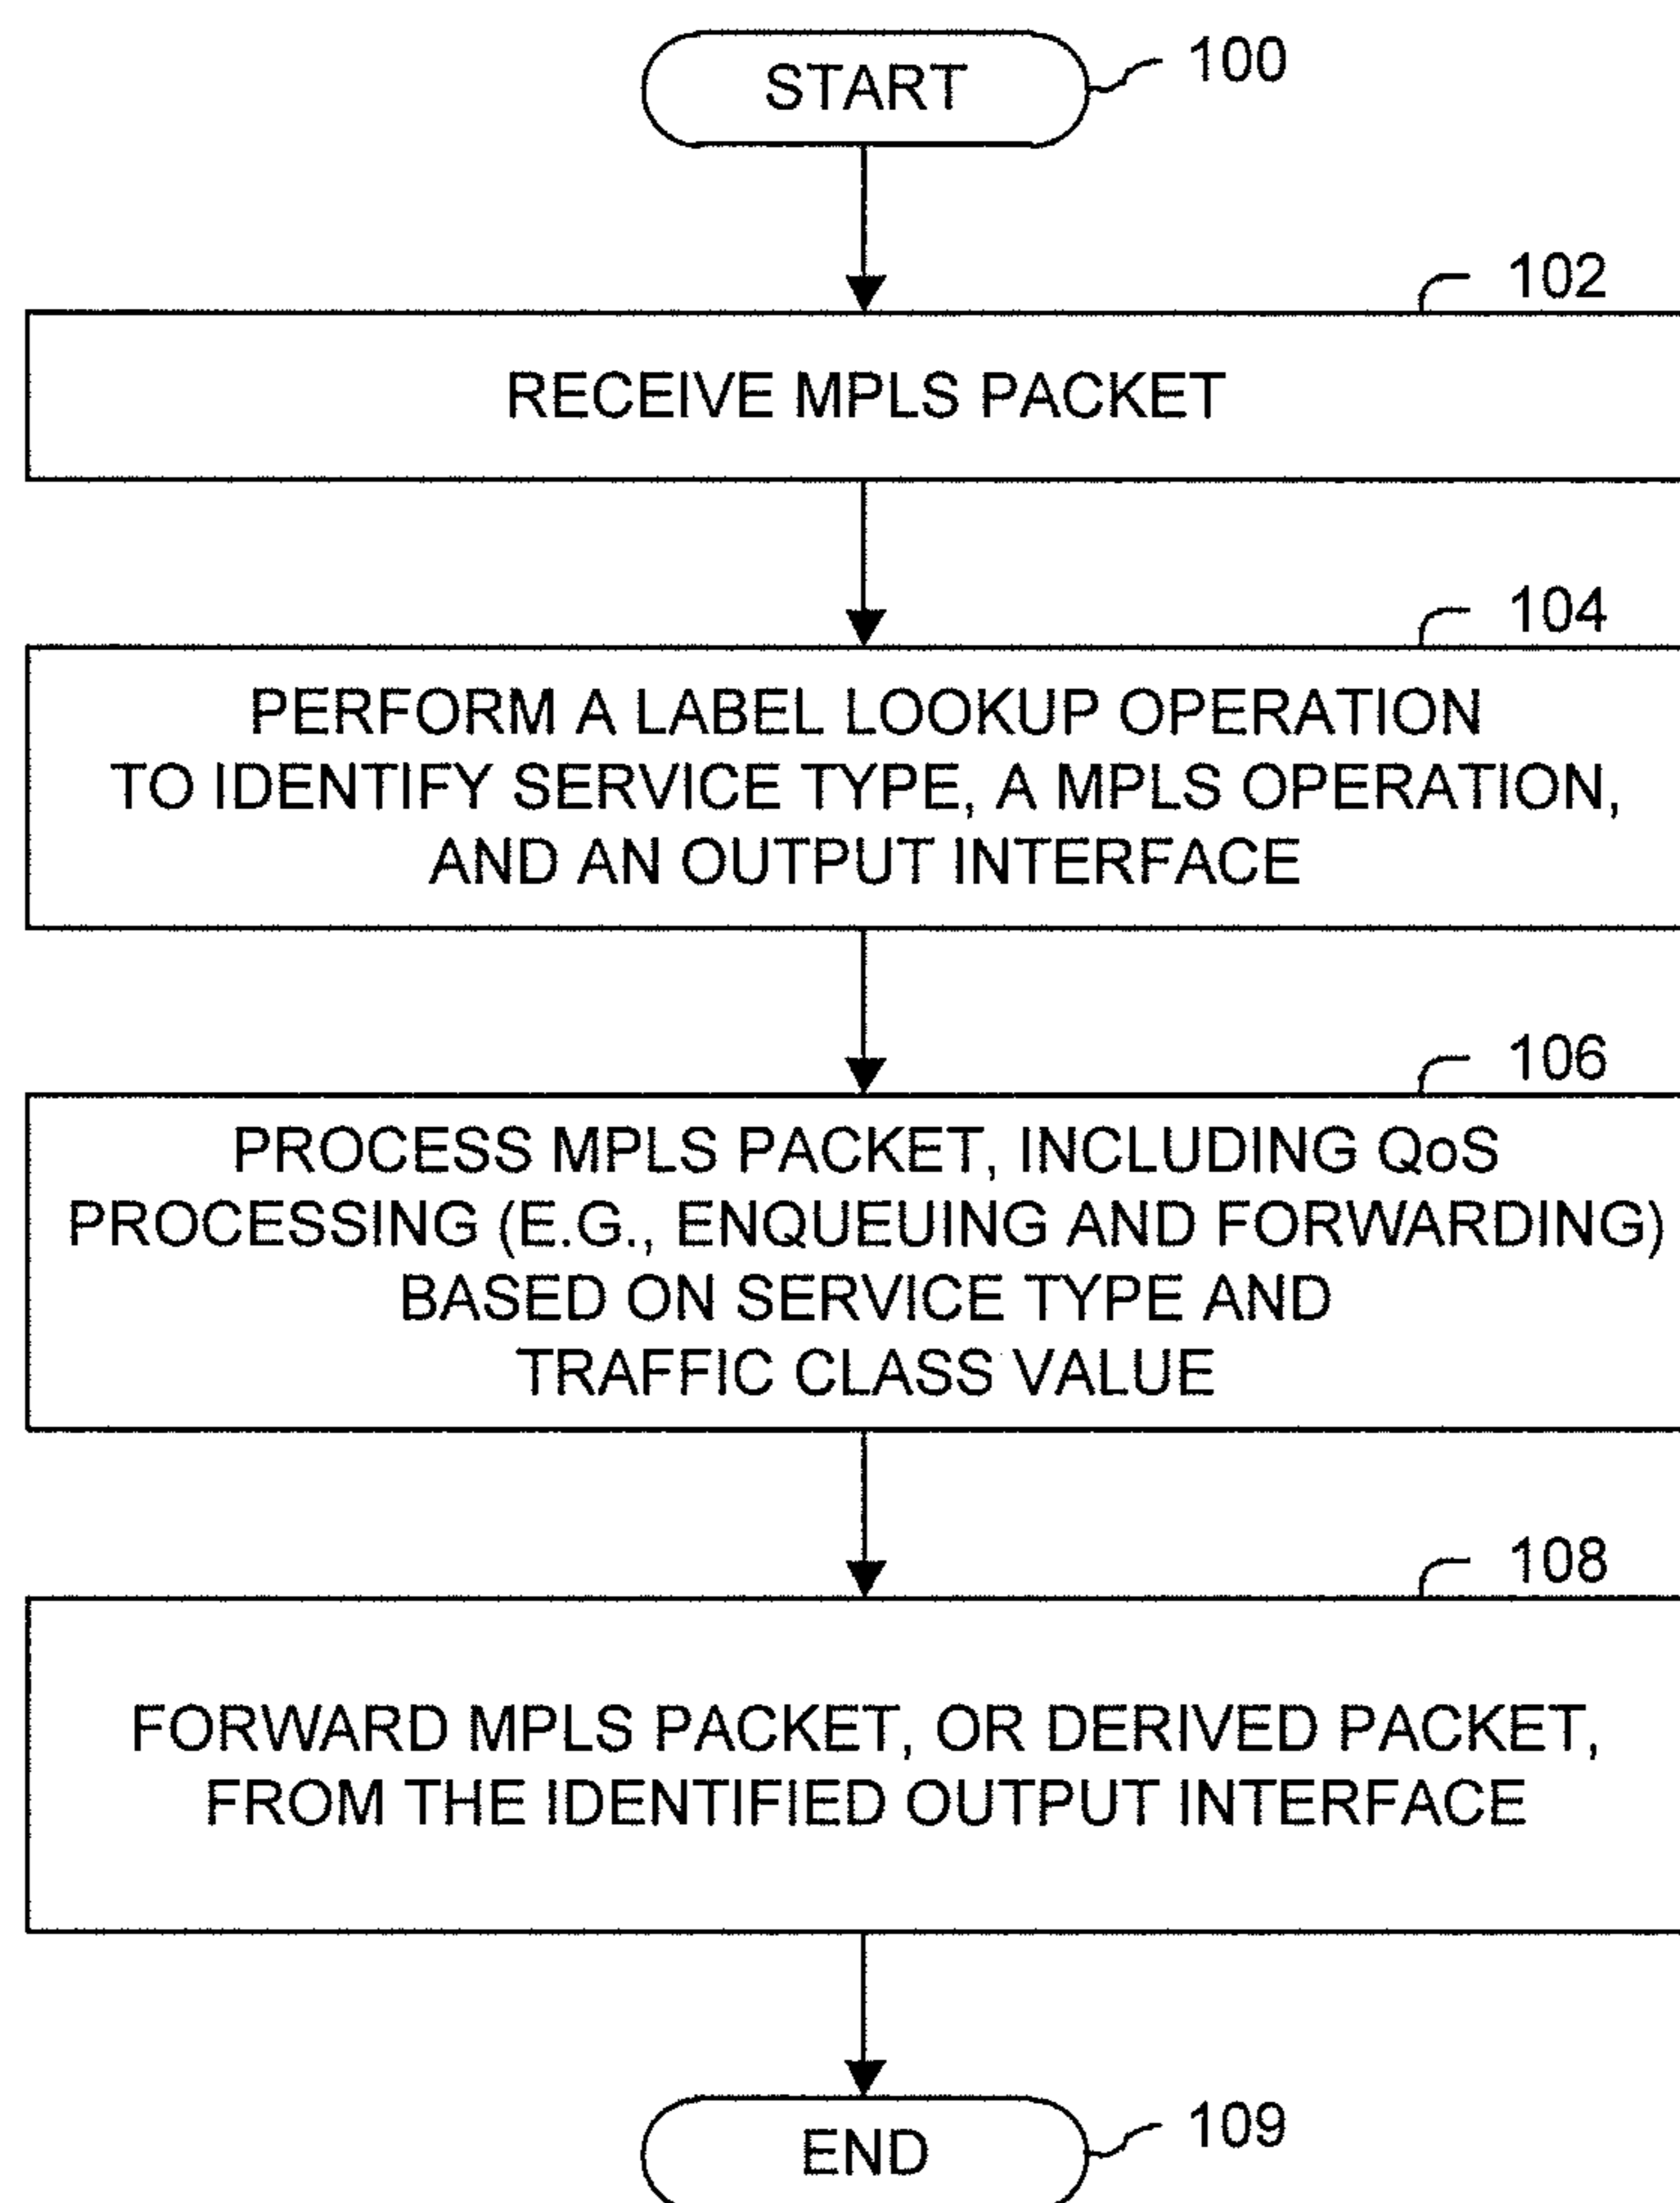 START
100
102
RECEIVE MPLS PACKET
104
PERFORM A LABEL LOOKUP OPERATION
TO IDENTIFY SERVICE TYPE, A MPLS OPERATION,
AND AN OUTPUT INTERFACE
106
PROCESS MPLS PACKET, INCLUDING QoS
PROCESSING (E.G., ENQUEUING AND FORWARDING)
BASED ON SERVICE TYPE AND
TRAFFIC CLASS VALUE
108
FORWARD MPLS PACKET, OR DERIVED PACKET,
FROM THE IDENTIFIED OUTPUT INTERFACE
END
109